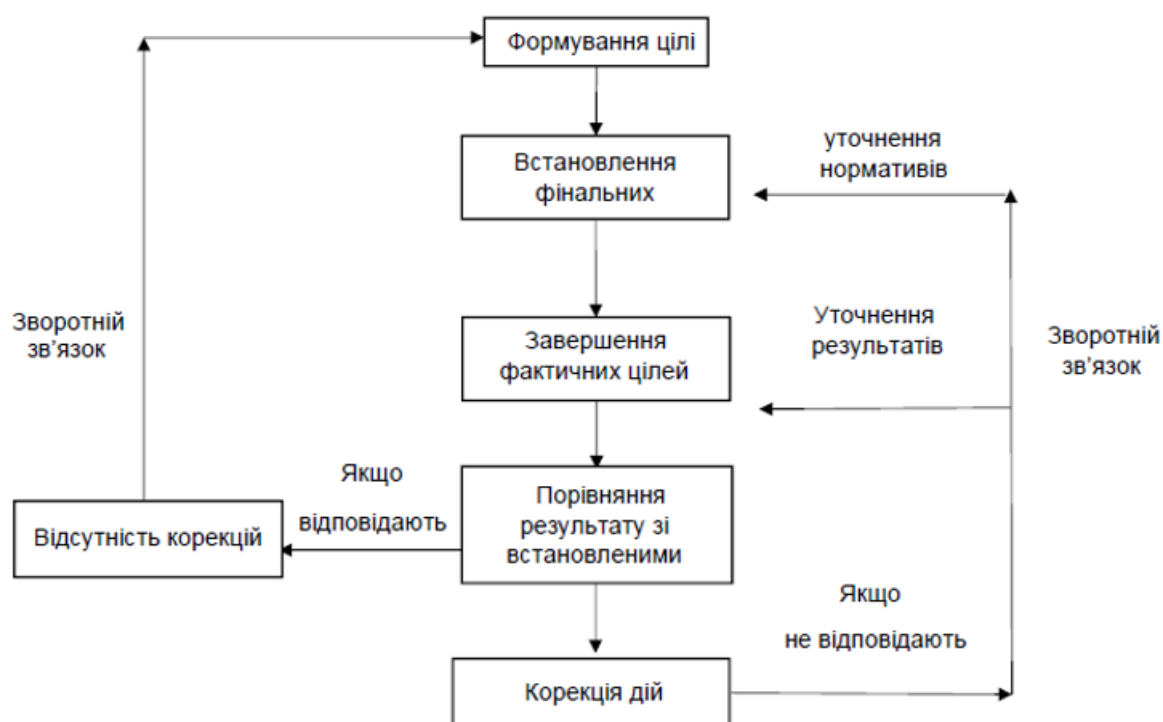 Формування цілі
Встановлення
фінальних
уточнення
нормативів
Зворотній
зв'язок
Завершення
фактичних цілей
Уточнення
результатів
Зворотній
зв'язок
Якщо
відповідають
Відсутність корекцій
Порівняння
результату зі
встановленими
Якщо
не відповідають
Корекція дій